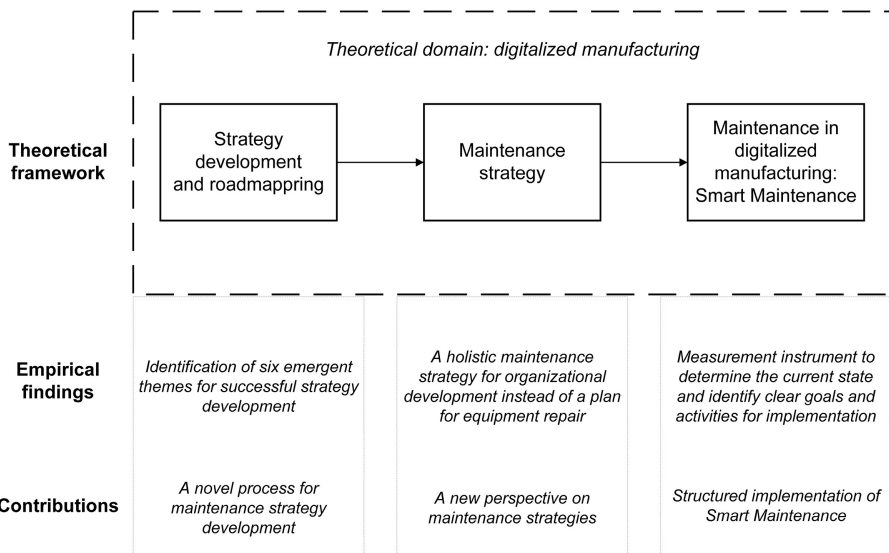 Theoretical domain: digitalized manufacturing
Theoretical
framework
Strategy
development
and roadmappring
Maintenance
strategy
Maintenance in
digitalized
manufacturing:
Smart Maintenance
Empirical
findings
Identification of six emergent
themes for successful strategy
development
A holistic maintenance
strategy for organizational
development instead of a plan
for equipment repair
Measurement instrument to
determine the current state
and identify clear goals and
activities for implementation
Contributions
A novel process for
maintenance strategy
development
A new perspective on
maintenance strategies
Structured implementation of
Smart Maintenance